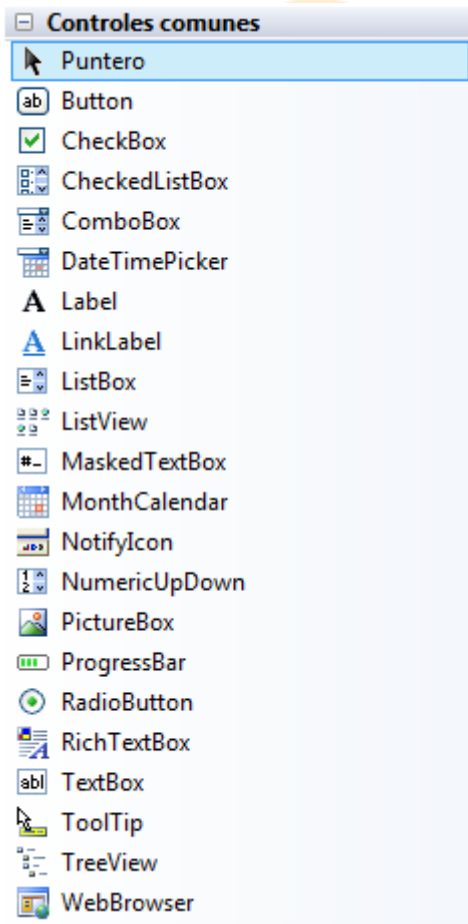 Controles comunes
Puntero
Button
CheckBox
CheckedListBox
ComboBox
DateTimePicker
Label
LinkLabel
ListBox
ListView
MaskedTextBox
MonthCalendar
NotifyIcon
NumericUpDown
PictureBox
ProgressBar
RadioButton
RichTextBox
TextBox
ToolTip
TreeView
WebBrowser